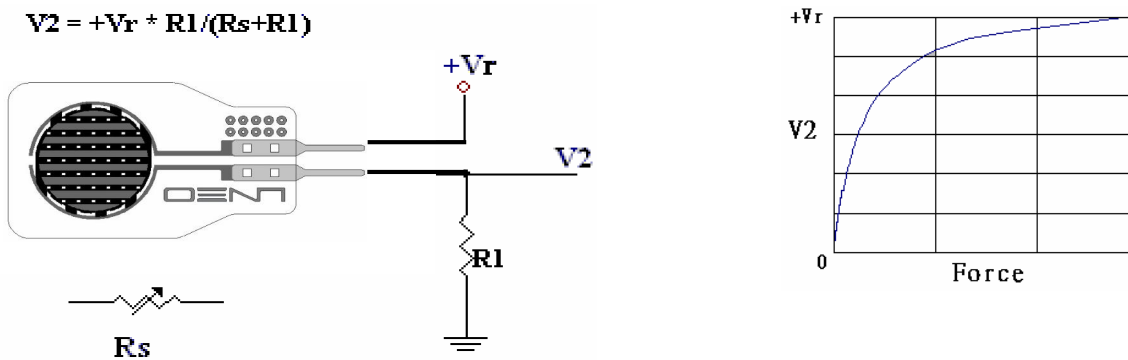 V2 = +Vr * R1/(Rs+R1)
+Vr
V2
R1
Rs
+Vr
V2
0
Force